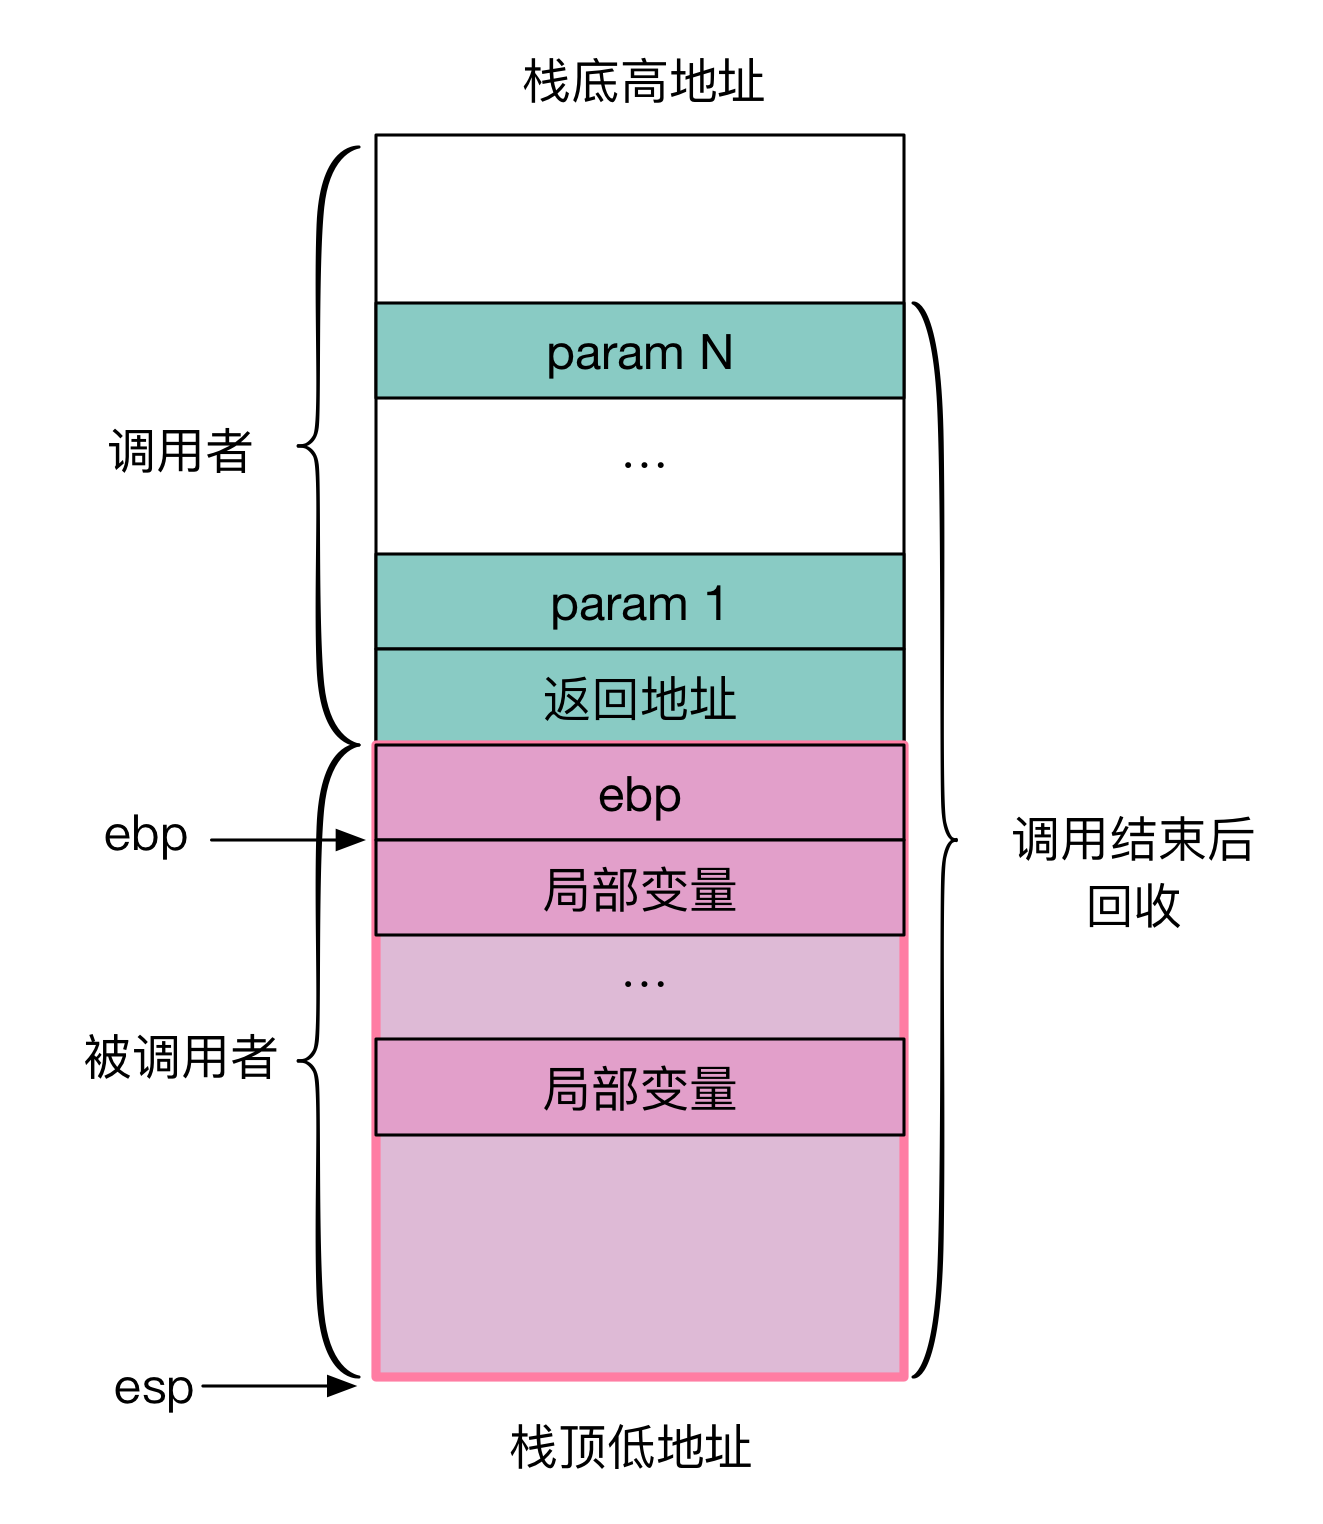 栈底高地址
param N
...
调用者
param 1
返回地址
ebp
ebp
局部变量
调用结束后
回收
...
被调用者
局部变量
esp
栈顶低地址